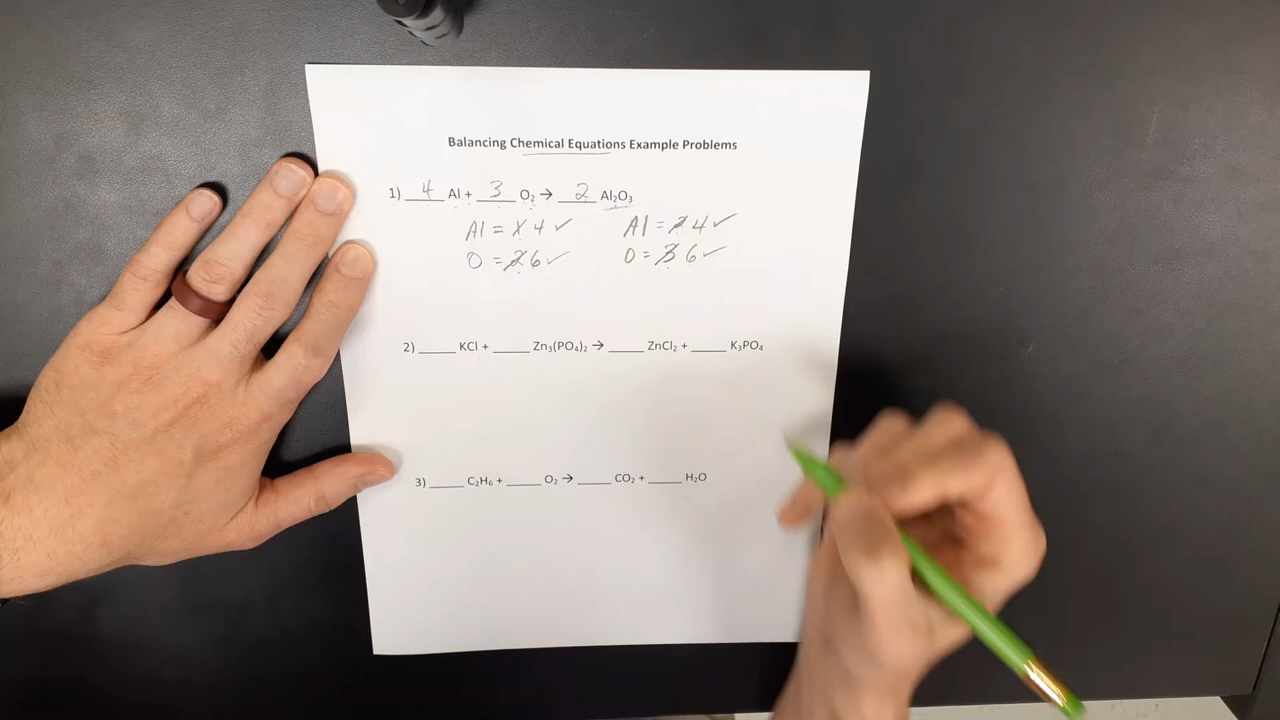 Balancing Chemical Equations Example Problems
1) 4 Al + 3 O₂ → 2 Al₂O₃
Al = 1 4 ✓ Al = 2 4 ✓
O = 2 6 ✓ O = 3 6 ✓
2) _____ KCl + _____ Zn₃(PO₄)₂ → _____ ZnCl₂ + _____ K₃PO₄
3) _____ C₂H₆ + _____ O₂ → _____ CO₂ + _____ H₂O